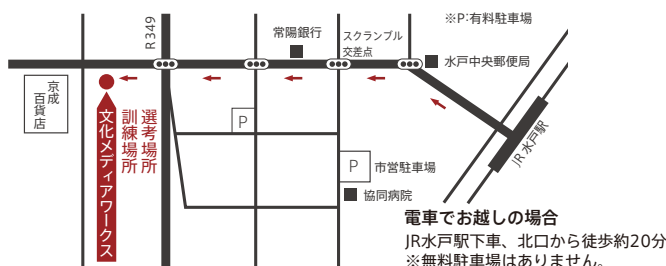 ※P:有料駐車場
R349
常陽銀行
スクランブル
交差点
水戸中央郵便局
京成
百貨店
選考場所
訓練場所
文化メディアワークス
P
JR 水戸駅
P
市営駐車場
協同病院
電車でお越しの場合
JR水戸駅下車、北口から徒歩約20分
※無料駐車場はありません。